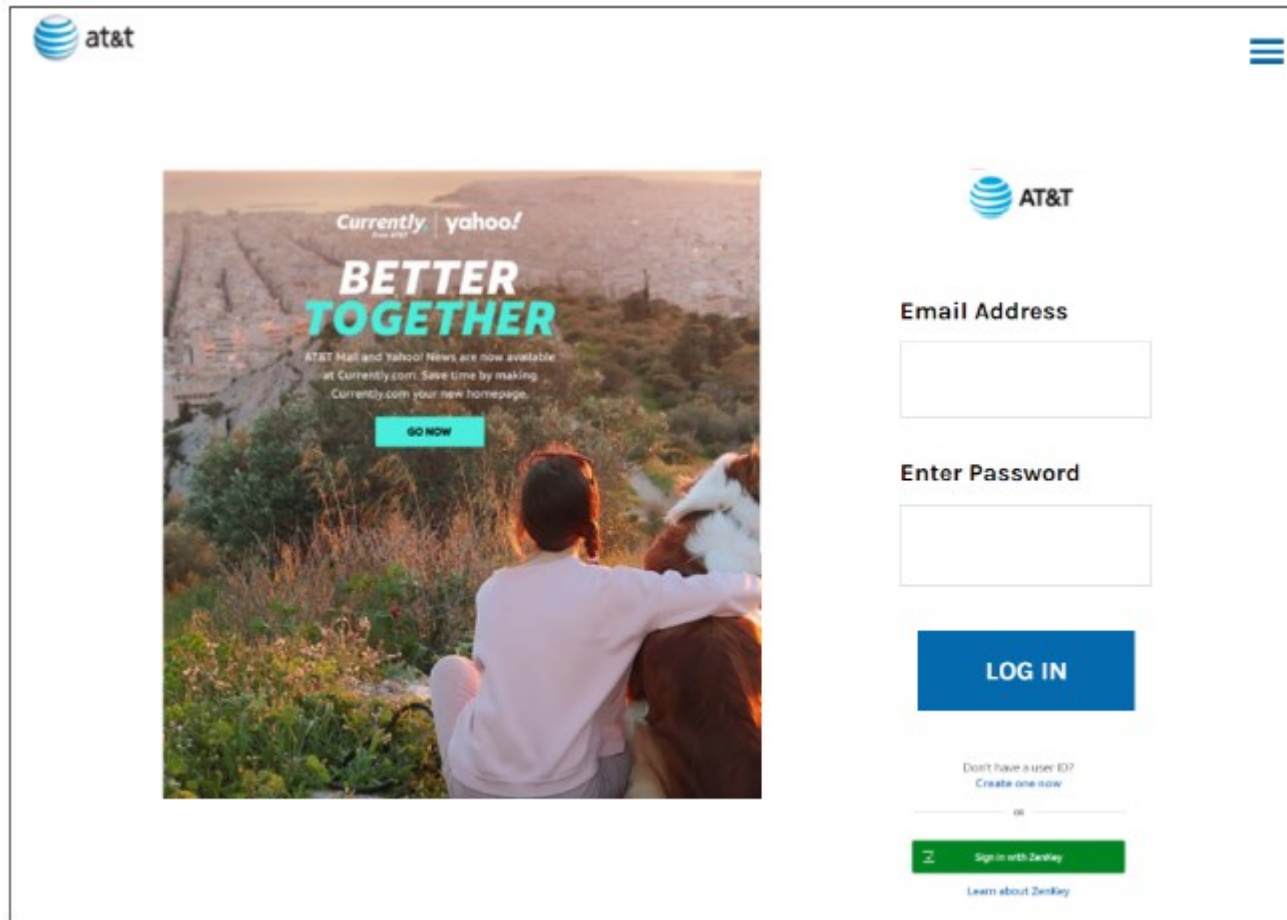 at&t
Currently. | yahoo!
from AT&T
BETTER
TOGETHER
AT&T Mail and Yahoo! News are now available
at Currently.com. Save time by making
Currently.com your new homepage.
GO NOW
AT&T
Email Address
Enter Password
LOG IN
Don't have a user ID?
Create one now
OR
Sign in with ZenKey
Learn about ZenKey